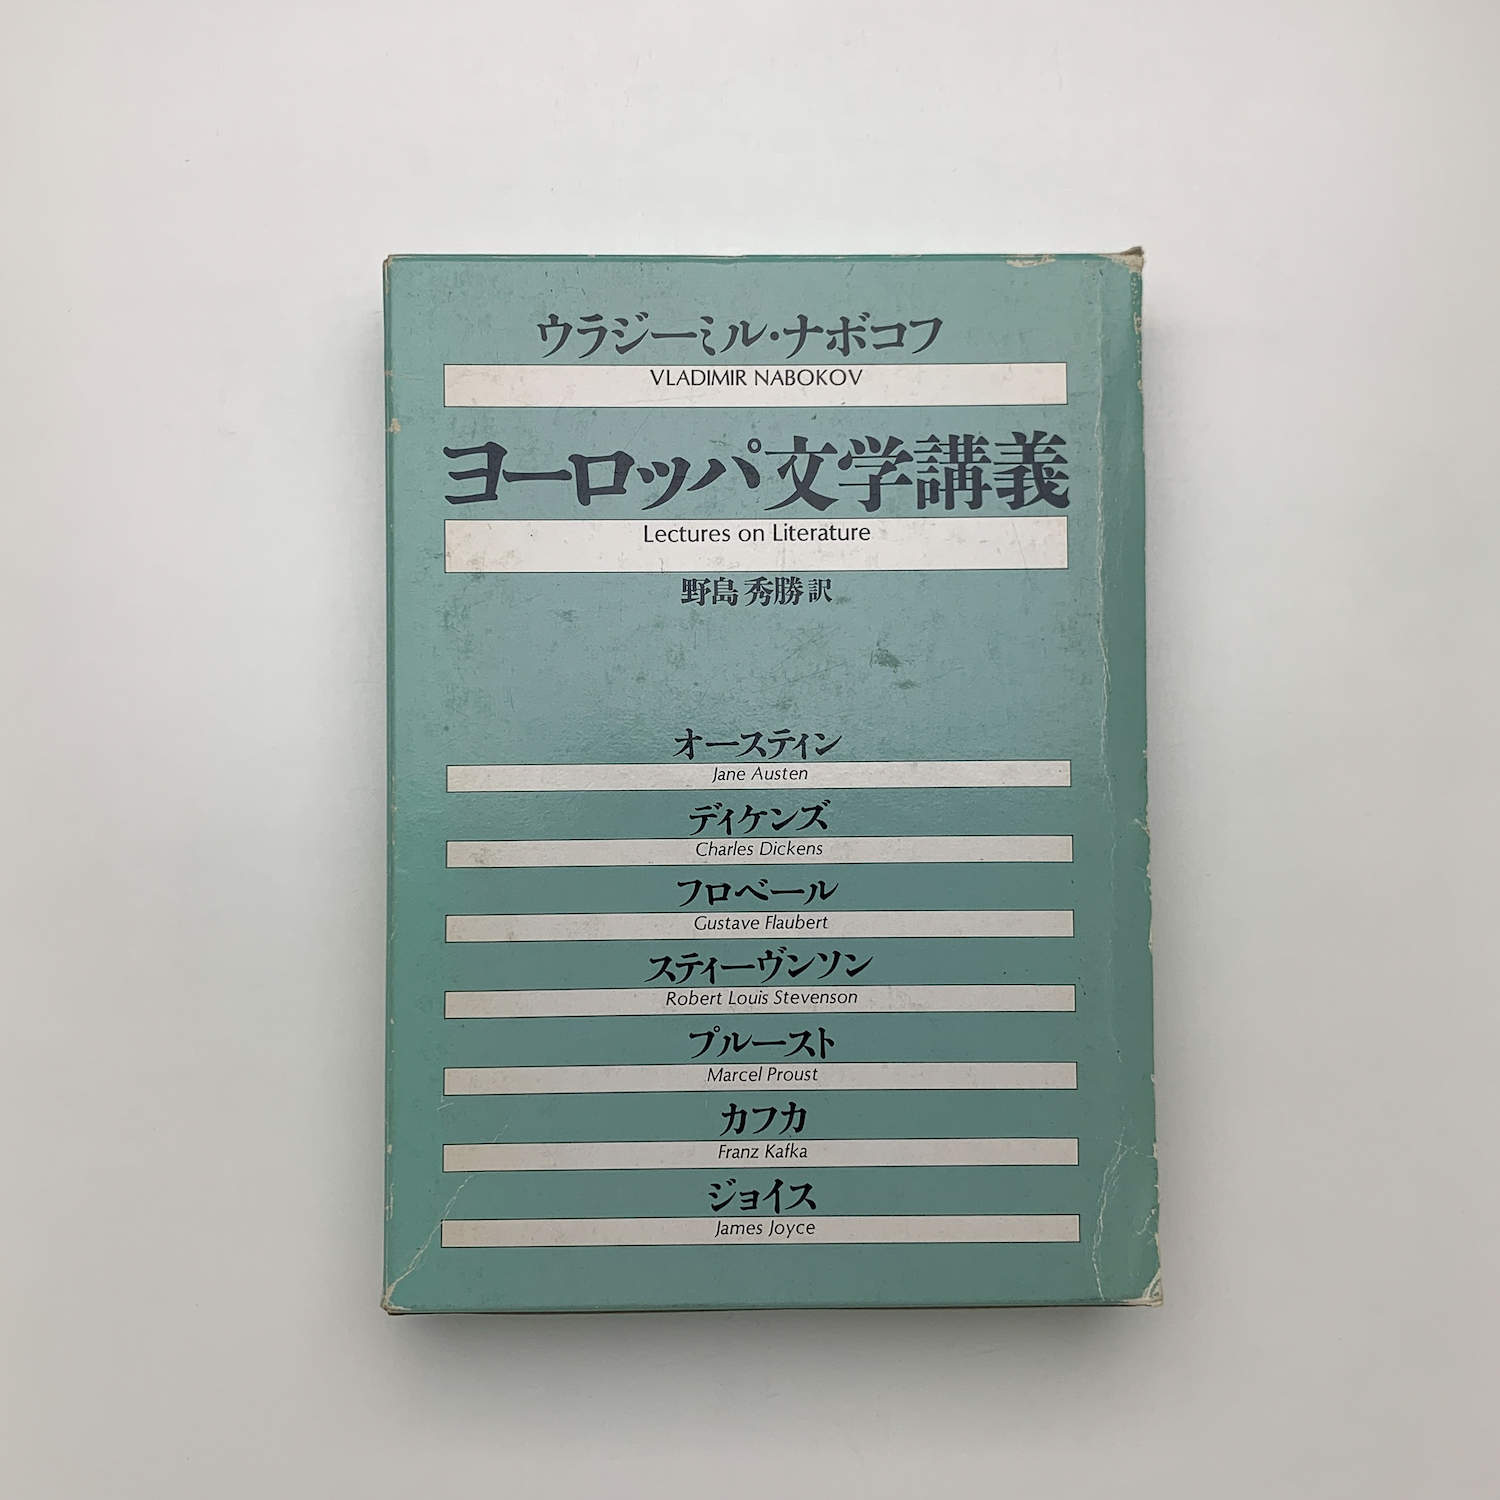 ウラジーミル・ナボコフ
VLADIMIR NABOKOV
ヨーロッパ文学講義
Lectures on Literature
野島秀勝訳
オースティン
Jane Austen
ディケンズ
Charles Dickens
フロベール
Gustave Flaubert
スティーヴンソン
Robert Louis Stevenson
プルースト
Marcel Proust
カフカ
Franz Kafka
ジョイス
James Joyce